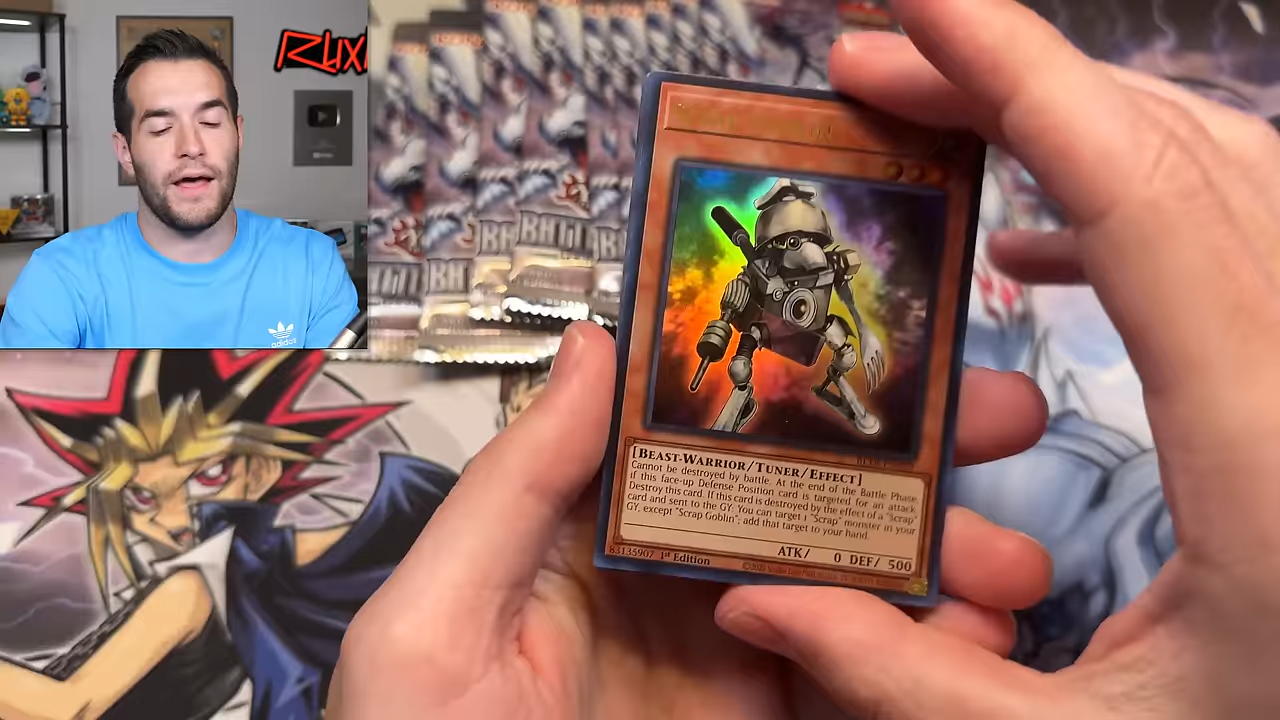 RUX
adidas
BATTL
[BEAST-WARRIOR/TUNER/EFFECT]
Cannot be destroyed by battle. At the end of the Battle Phase,
if this face-up Defense Position card is targeted for an attack:
Destroy this card. If this card is destroyed by the effect of a "Scrap"
card and sent to the GY: You can target 1 "Scrap" monster in your
GY, except "Scrap Goblin"; add that target to your hand.
ATK/ 0 DEF/ 500
83135907 1st Edition